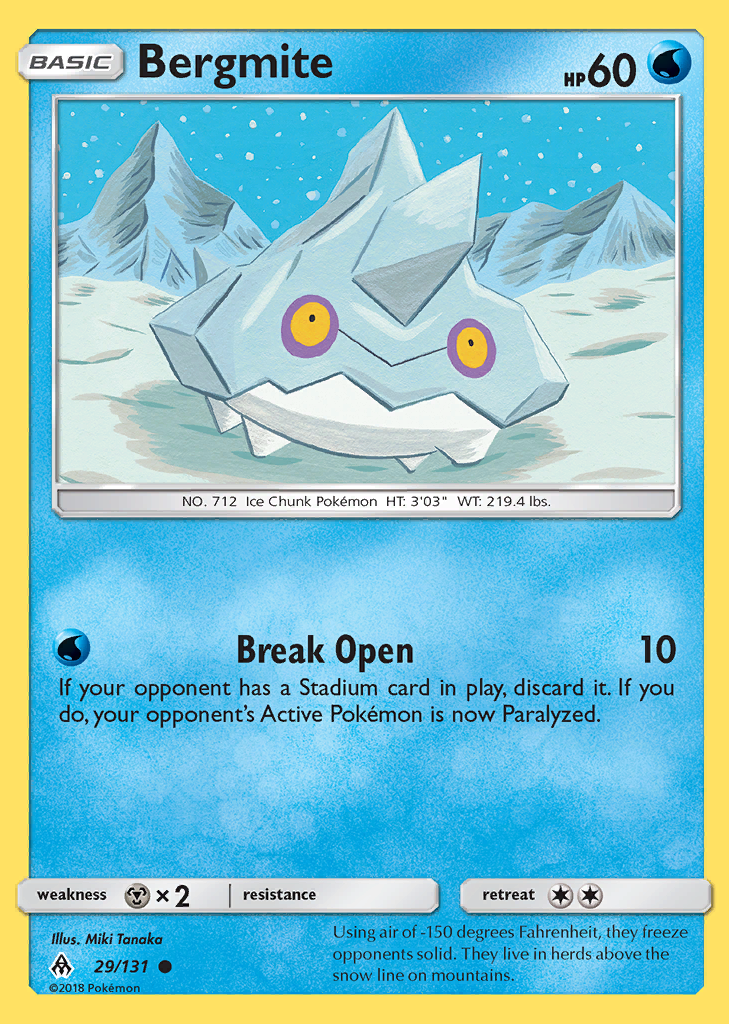 BASIC Bergmite HP60
NO. 712 Ice Chunk Pokémon HT: 3'03" WT: 219.4 lbs.
Break Open 10
If your opponent has a Stadium card in play, discard it. If you
do, your opponent's Active Pokémon is now Paralyzed.
weakness ×2 resistance retreat
Illus. Miki Tanaka
29/131
©2018 Pokémon
Using air of -150 degrees Fahrenheit, they freeze
opponents solid. They live in herds above the
snow line on mountains.